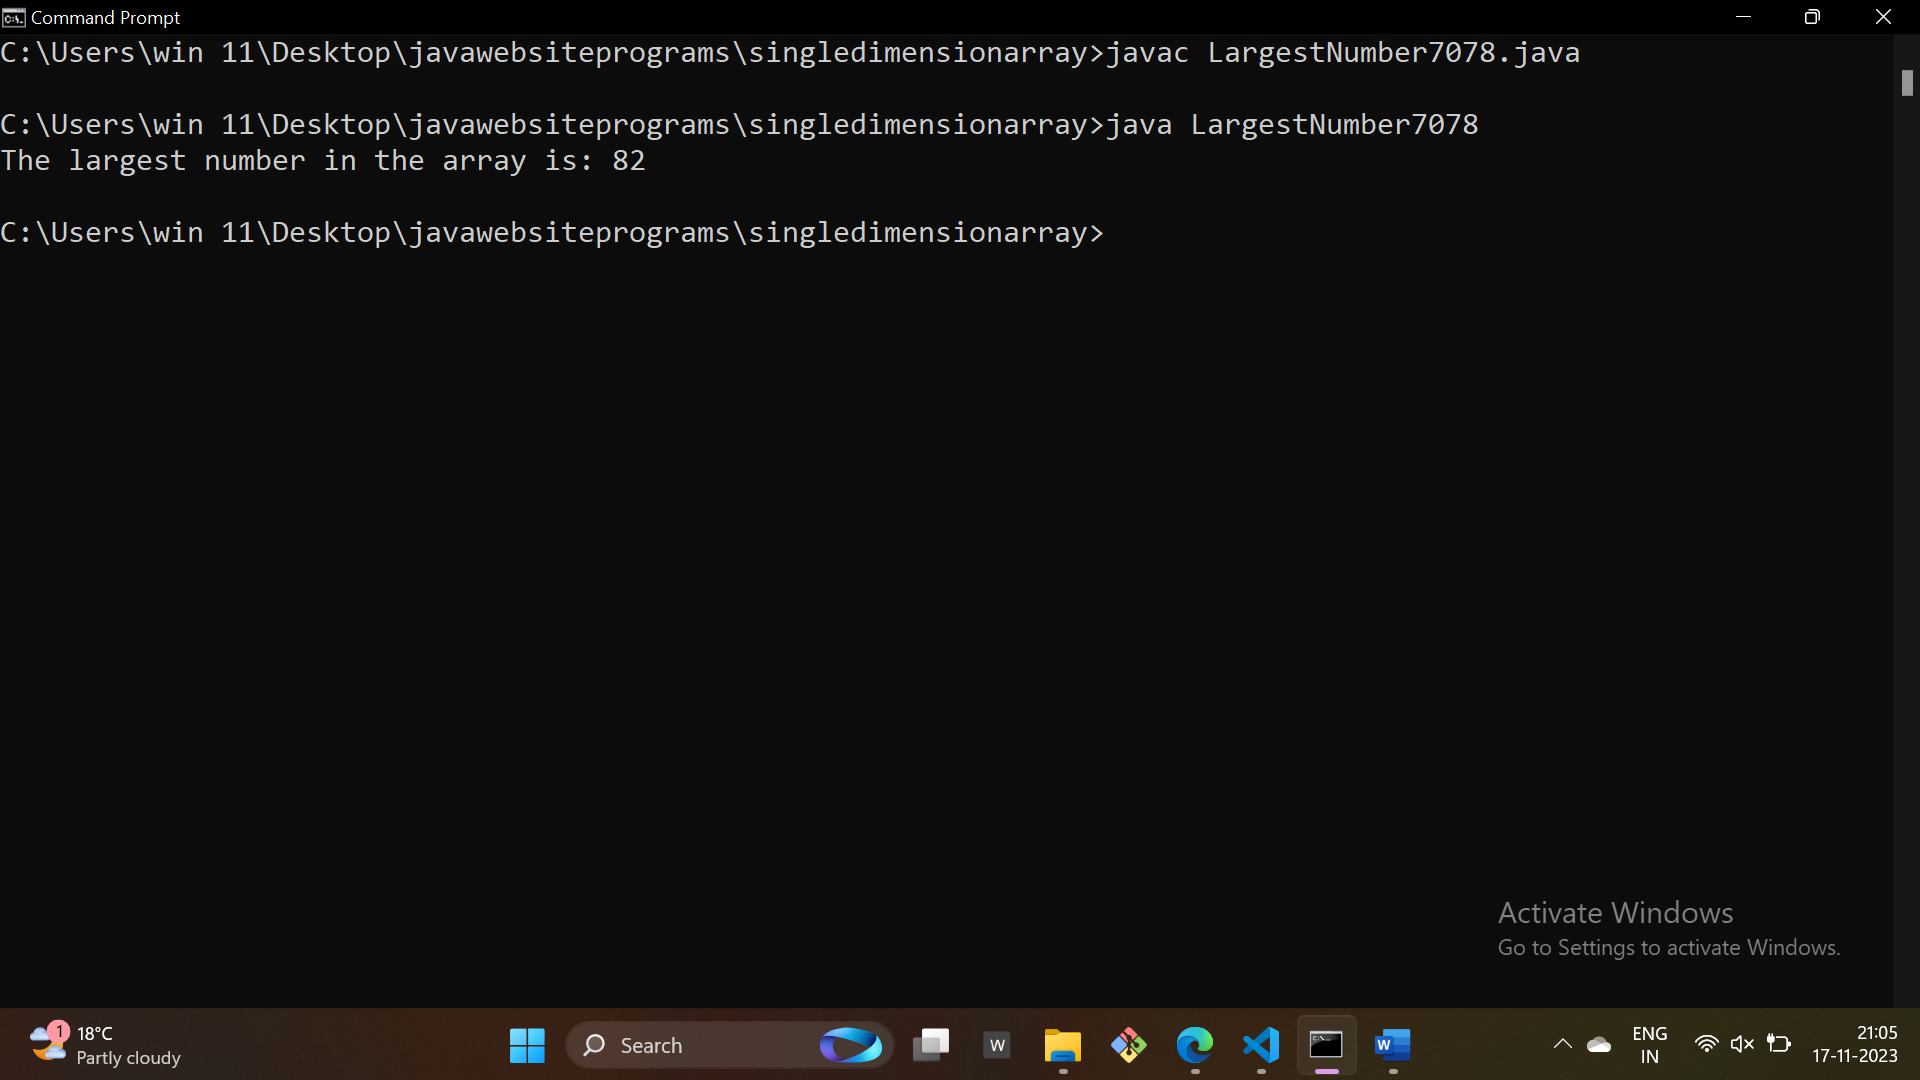 Command Prompt
C:\Users\win 11\Desktop\javawebsiteprograms\singledimensionarray>javac LargestNumber7078.java
C:\Users\win 11\Desktop\javawebsiteprograms\singledimensionarray>java LargestNumber7078
The largest number in the array is: 82
C:\Users\win 11\Desktop\javawebsiteprograms\singledimensionarray>
Activate Windows
Go to Settings to activate Windows.
1
18°C
Partly cloudy
Search
W
W
ENG
IN
21:05
17-11-2023